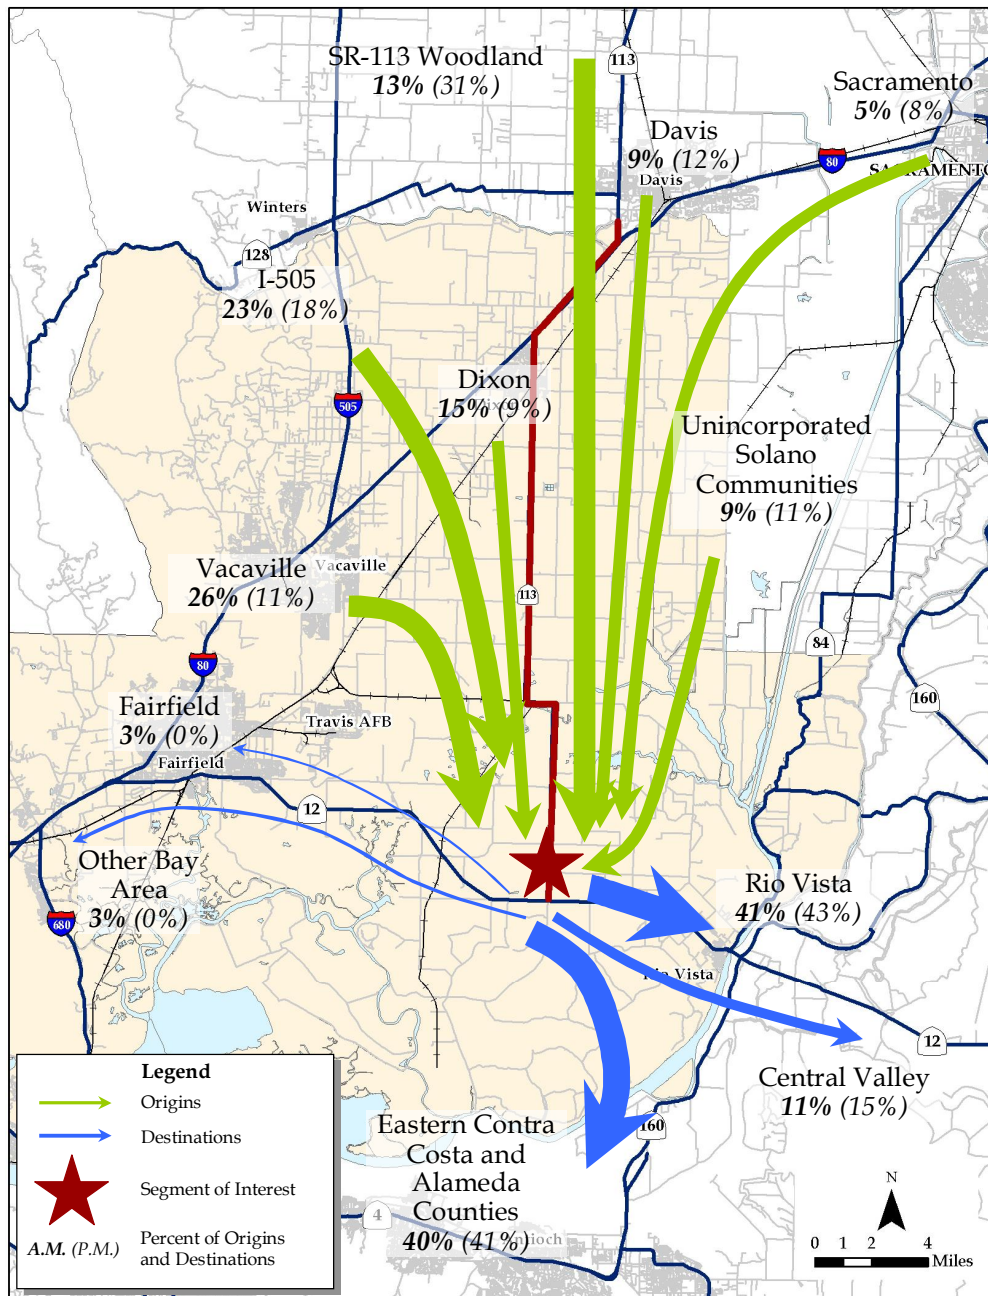 SR-113 Woodland
13% (31%)
113
Sacramento
5% (8%)
Davis
9% (12%)
Davis
80
SACRAMENTO
Winters
128
I-505
23% (18%)
505
Dixon
15% (9%)
Unincorporated
Solano
Communities
9% (11%)
Vacaville
26% (11%)
Vacaville
113
84
80
160
Fairfield
3% (0%)
Travis AFB
Fairfield
12
Other Bay
Area
3% (0%)
680
Rio Vista
41% (43%)
Rio Vista
12
Central Valley
11% (15%)
Eastern Contra
Costa and
Alameda
Counties
40% (41%)
160
4
Legend
Origins
Destinations
Segment of Interest
A.M. (P.M.) Percent of Origins
and Destinations
N
0 1 2 4
Miles